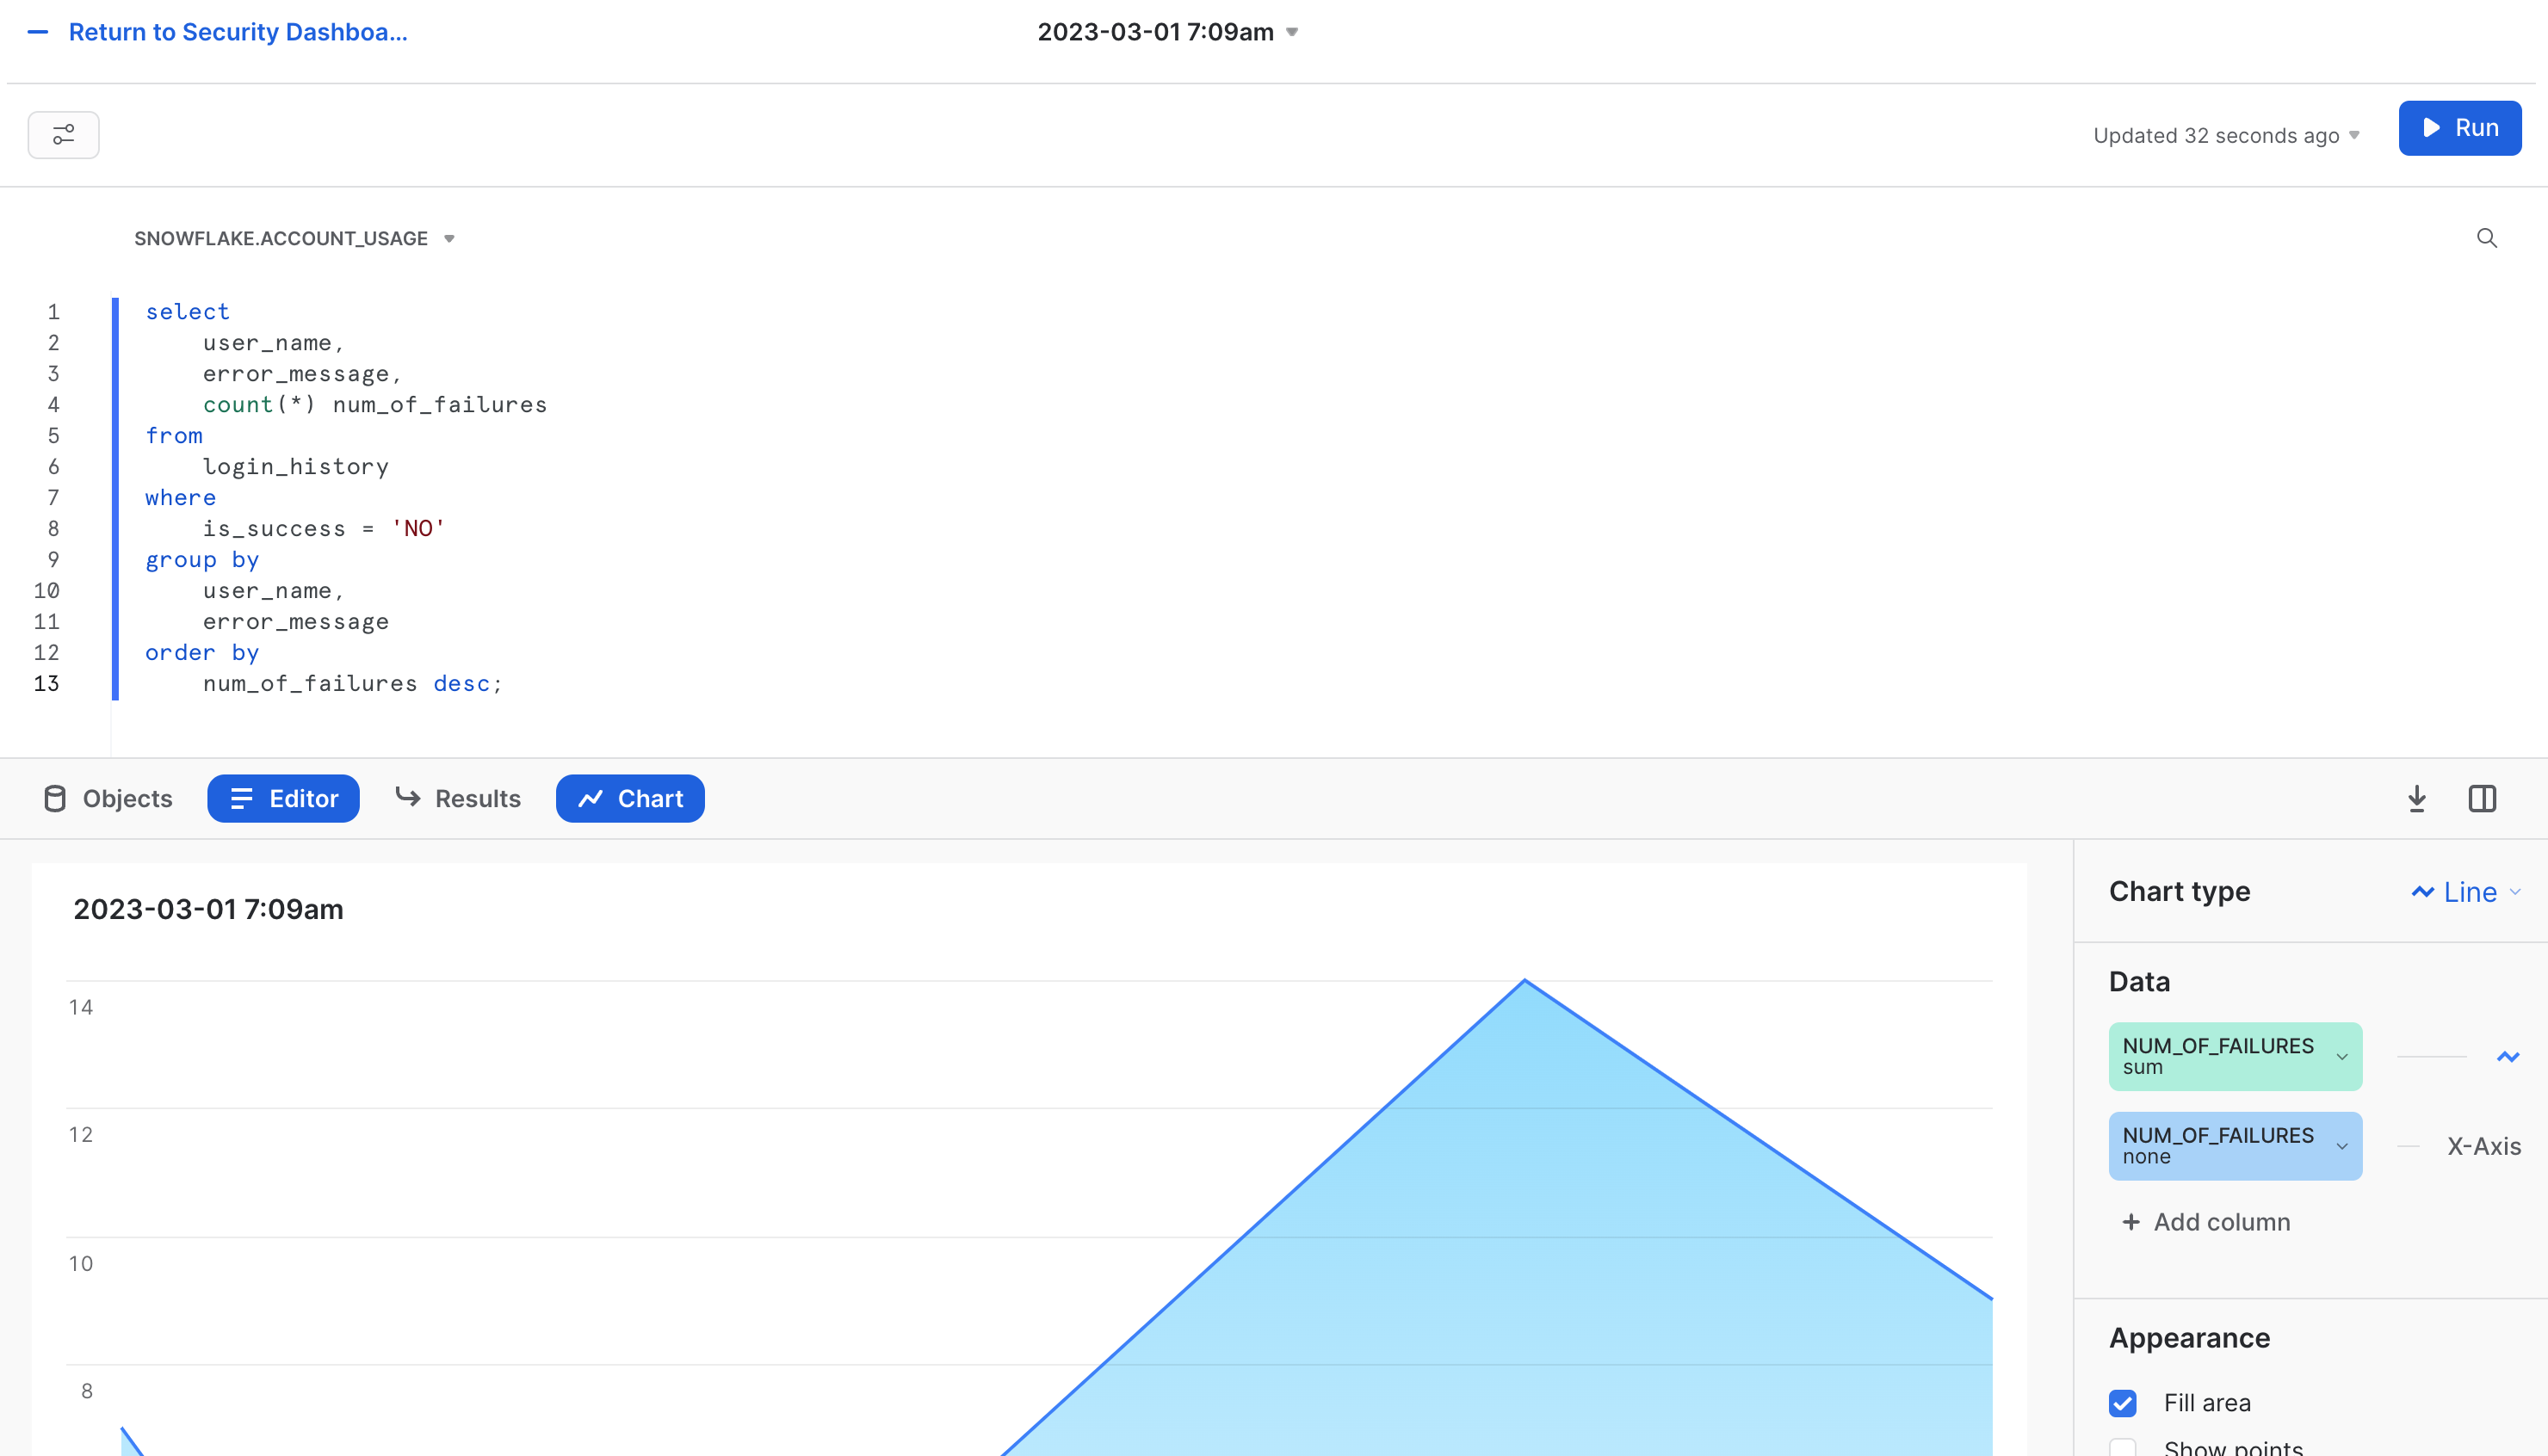 Return to Security Dashboa...
2023-03-01 7:09am
Updated 32 seconds ago
Run
SNOWFLAKE.ACCOUNT_USAGE
1 select
2 user_name,
3 error_message,
4 count(*) num_of_failures
5 from
6 login_history
7 where
8 is_success = 'NO'
9 group by
10 user_name,
11 error_message
12 order by
13 num_of_failures desc;
Objects
Editor
Results
Chart
2023-03-01 7:09am
14
12
10
8
Chart type
Line
Data
NUM_OF_FAILURES
sum
NUM_OF_FAILURES
none
X-Axis
+ Add column
Appearance
Fill area
Show points